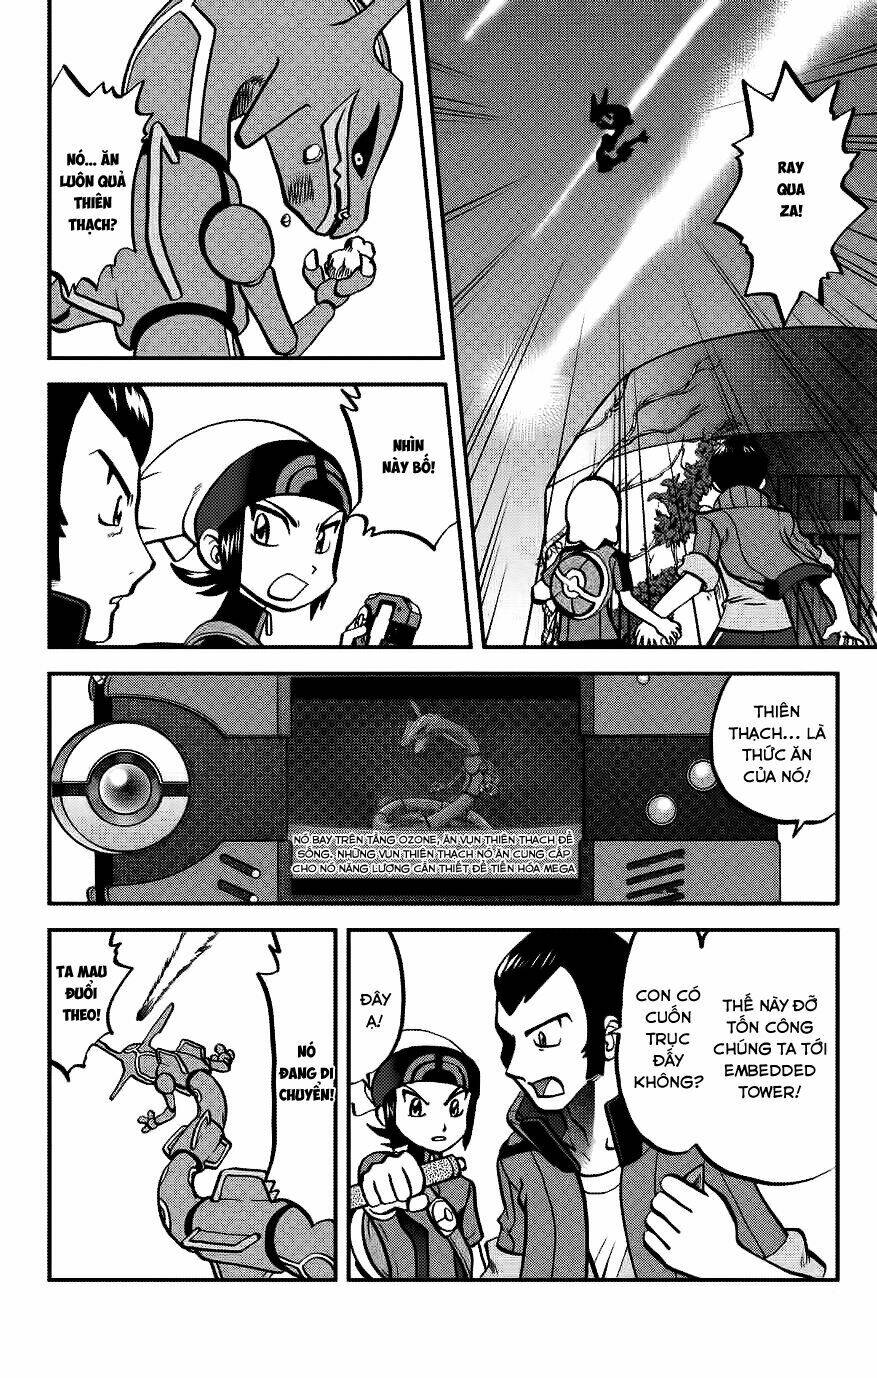 RAY
QUA
ZA!
NÓ... ĂN
LUÔN QUẢ
THIÊN
THẠCH?
NHÌN
NÀY BỐ!
THIÊN
THẠCH... LÀ
THỨC ĂN
CỦA NÓ!
NÓ BAY TRÊN TẦNG OZONE, ĂN VỤN THIÊN THẠCH ĐỂ
SỐNG. NHỮNG VỤN THIÊN THẠCH NÓ ĂN CUNG CẤP
CHO NÓ NĂNG LƯỢNG CẦN THIẾT ĐỂ TIẾN HÓA MEGA
THẾ NÀY ĐỠ
TỐN CÔNG
CHÚNG TA TỚI
EMBEDDED
TOWER!
CON CÓ
CUỐN
TRỤC
ĐẤY
KHÔNG?
ĐÂY
Ạ!
NÓ
ĐANG DI
CHUYỂN!
TA MAU
ĐUỔI
THEO!